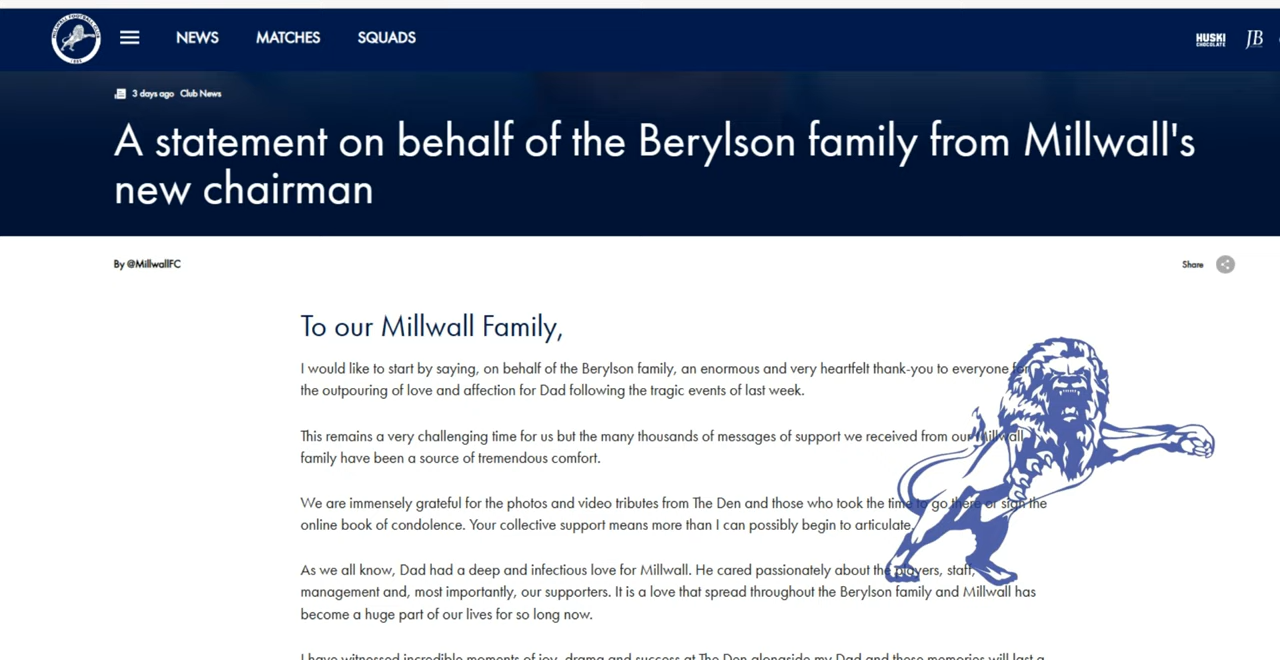 MILLWALL FOOTBALL CLUB
1885
NEWS MATCHES SQUADS
HUSKI
CHOCOLATE
JB
3 days ago Club News
A statement on behalf of the Berylson family from Millwall's
new chairman
By @MillwallFC
Share
To our Millwall Family,
I would like to start by saying, on behalf of the Berylson family, an enormous and very heartfelt thank-you to everyone for
the outpouring of love and affection for Dad following the tragic events of last week.
This remains a very challenging time for us but the many thousands of messages of support we received from our Millwall
family have been a source of tremendous comfort.
We are immensely grateful for the photos and video tributes from The Den and those who took the time to go there or sign the
online book of condolence. Your collective support means more than I can possibly begin to articulate.
As we all know, Dad had a deep and infectious love for Millwall. He cared passionately about the players, staff,
management and, most importantly, our supporters. It is a love that spread throughout the Berylson family and Millwall has
become a huge part of our lives for so long now.
I have witnessed incredible moments of joy, drama and success at The Den alongside my Dad and these memories will last a